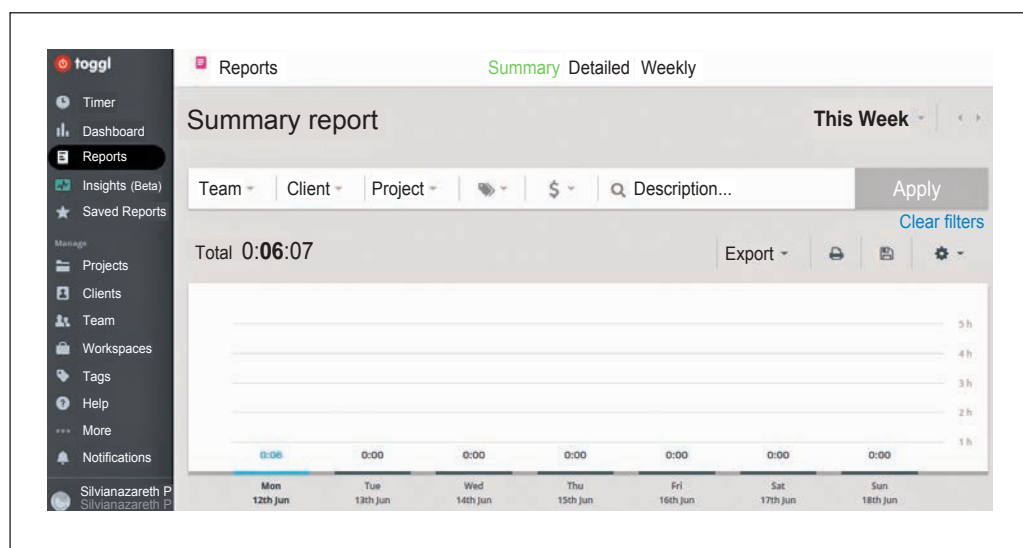 toggl
Timer
Dashboard
Reports
Insights (Beta)
Saved Reports
Manage
Projects
Clients
Team
Workspaces
Tags
Help
More
Notifications
Silvianazareth P
Silvianazareth P
Reports
Summary Detailed Weekly
Summary report
This Week
Team Client Project $ Description... Apply
Clear filters
Total 0:06:07
Export
5 h
4 h
3 h
2 h
1 h
0:06 0:00 0:00 0:00 0:00 0:00 0:00
Mon Tue Wed Thu Fri Sat Sun
12th Jun 13th Jun 14th Jun 15th Jun 16th Jun 17th Jun 18th Jun